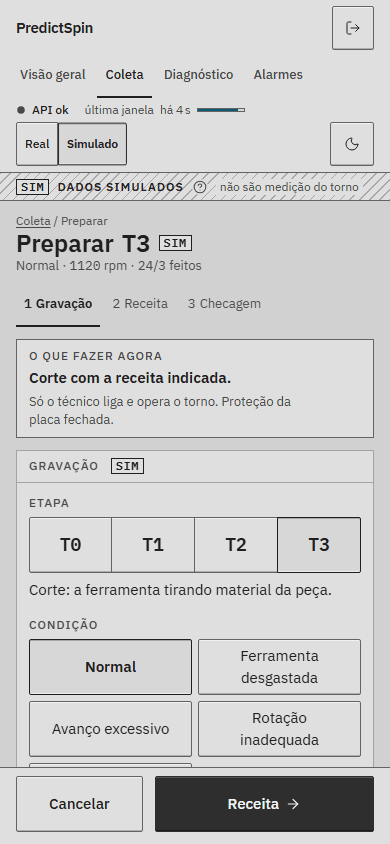 PredictSpin
Visão geral Coleta Diagnóstico Alarmes
API ok última janela há 4 s
Real Simulado
SIM DADOS SIMULADOS ? não são medição do torno
Coleta / Preparar
Preparar T3 SIM
Normal · 1120 rpm · 24/3 feitos
1 Gravação 2 Receita 3 Checagem
O QUE FAZER AGORA
Corte com a receita indicada.
Só o técnico liga e opera o torno. Proteção da
placa fechada.
GRAVAÇÃO SIM
ETAPA
T0 T1 T2 T3
Corte: a ferramenta tirando material da peça.
CONDIÇÃO
Normal
Ferramenta
desgastada
Avanço excessivo
Rotação
inadequada
Cancelar Receita →